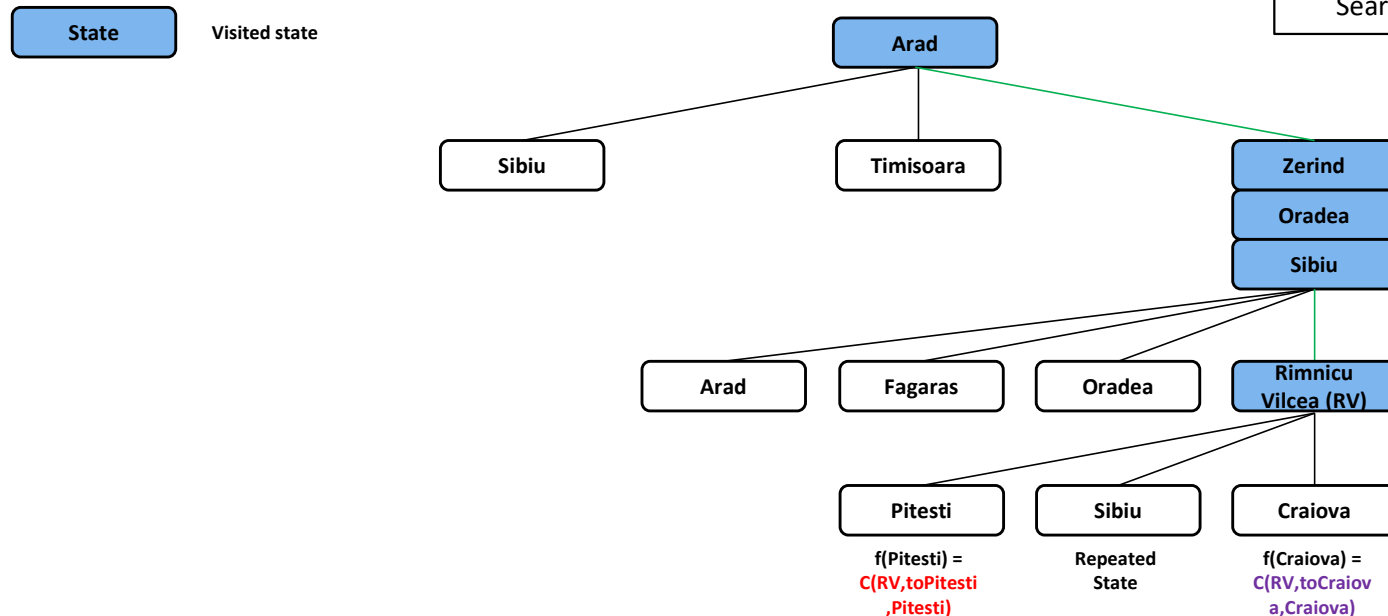 Sear
State
Visited state
Arad
Sibiu
Timisoara
Zerind
Oradea
Sibiu
Arad
Fagaras
Oradea
Rimnicu
Vilcea (RV)
Pitesti
Sibiu
Craiova
f(Pitesti) =
C(RV,toPitesti
,Pitesti)
Repeated
State
f(Craiova) =
C(RV,toCraiov
a,Craiova)